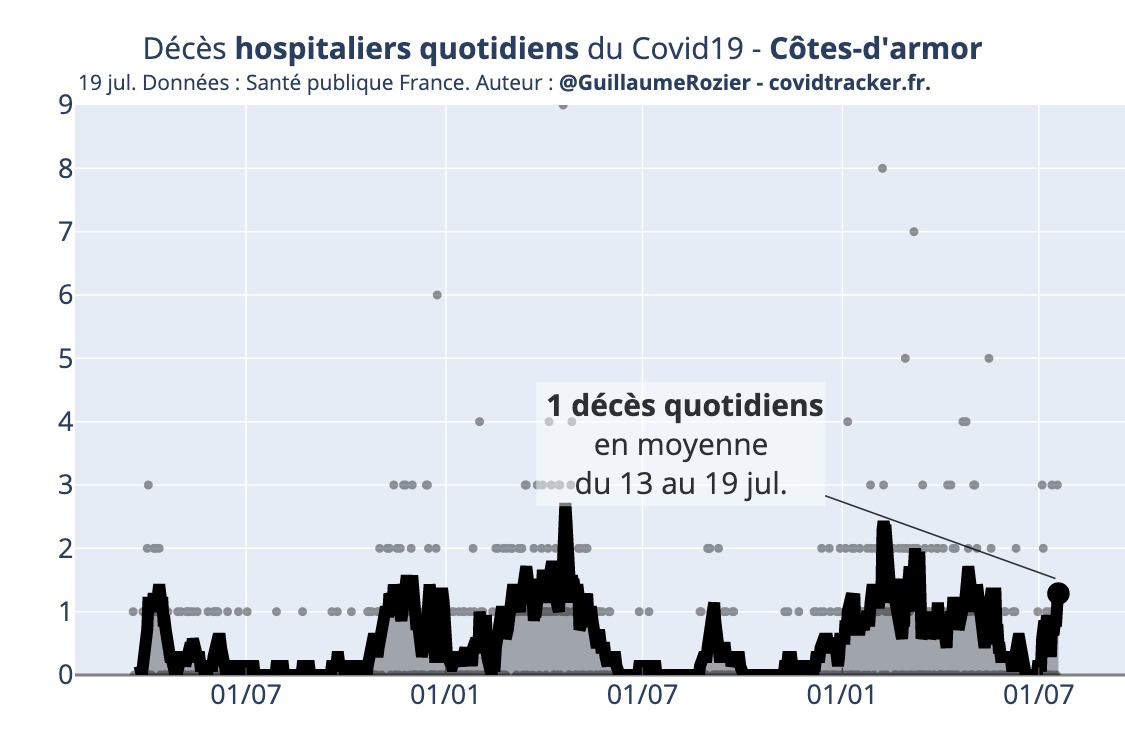 Décès hospitaliers quotidiens du Covid19 - Côtes-d'armor
19 jul. Données : Santé publique France. Auteur : @GuillaumeRozier - covidtracker.fr.
9
8
7
6
5
4
3
2
1
0
1 décès quotidiens
en moyenne
du 13 au 19 jul.
01/07 01/01 01/07 01/01 01/07